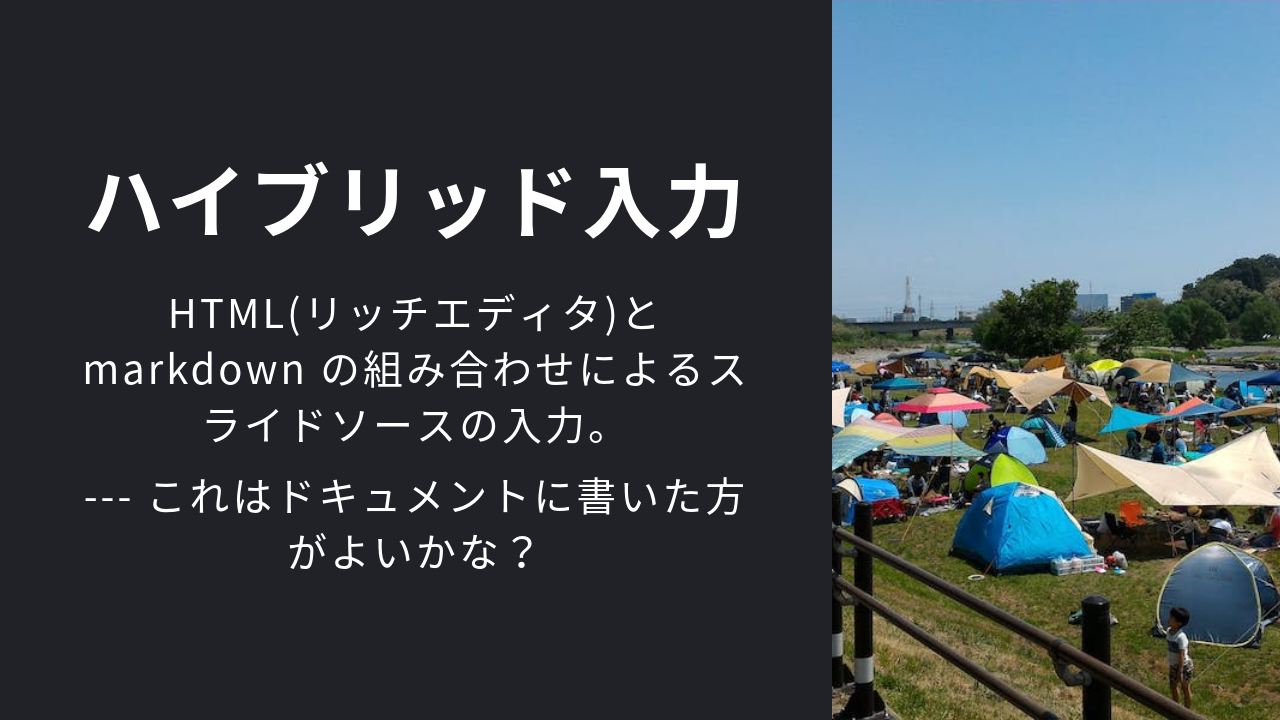 ハイブリッド入力
HTML(リッチエディタ)と
markdown の組み合わせによるス
ライドソースの入力。
--- これはドキュメントに書いた方
がよいかな？